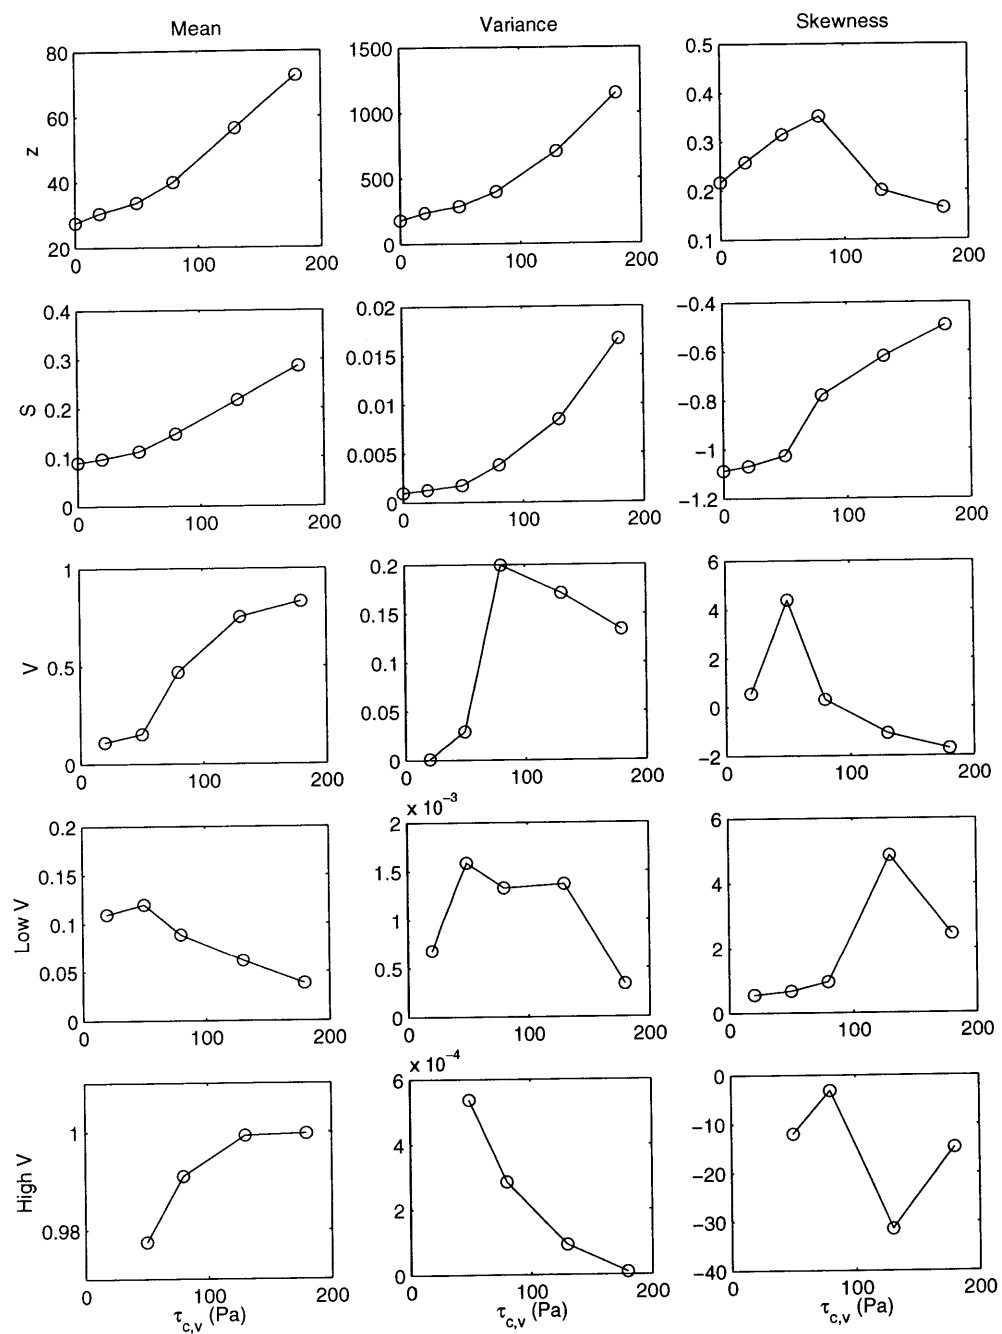 Mean Variance Skewness
80 1500 0.5
60 1000 0.4
z 0.3
40 500 0.2
20 0 0.1
0 100 200 0 100 200 0 100 200
0.4 0.02 −0.4
0.3 0.015 −0.6
S 0.2 0.01 −0.8
0.1 0.005 −1
0 0 −1.2
0 100 200 0 100 200 0 100 200
1 0.2 6
0.15 4
V 0.5 0.1 2
0.05 0
0 0 −2
0 100 200 0 100 200 0 100 200
x 10⁻³
0.2 2 6
0.15 1.5 4
Low V 0.1 1
0.05 0.5 2
0 0 0
0 100 200 0 100 200 0 100 200
x 10⁻⁴
6 0
1 4 −10
High V −20
0.98 2 −30
0 −40
0 100 200 0 100 200 0 100 200
τc,v (Pa) τc,v (Pa) τc,v (Pa)